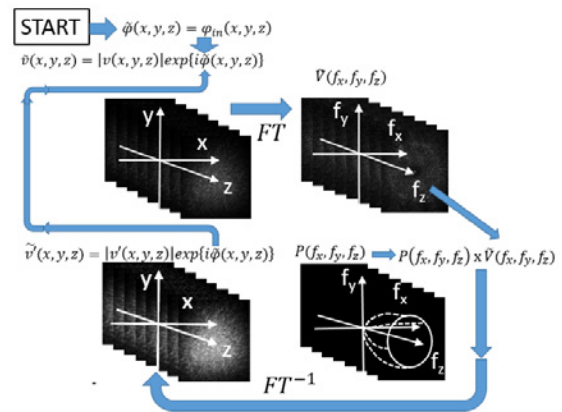 START
φ̃(x, y, z) = φ_in(x, y, z)
ṽ(x, y, z) = |v(x, y, z)|exp{iφ̃(x, y, z)}
Ṽ(f_x, f_y, f_z)
y
x
z
FT
f_y
f_x
f_z
ṽ'(x, y, z) = |v'(x, y, z)|exp{iφ̃(x, y, z)}
P(f_x, f_y, f_z)
P(f_x, f_y, f_z) x Ṽ(f_x, f_y, f_z)
y
x
z
f_y
f_x
f_z
FT⁻¹